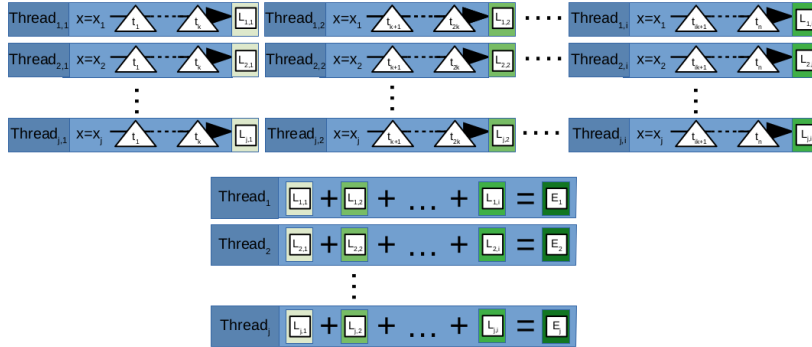 Thread1,1 x=x1 t1 tk L1,1 Thread1,2 x=x1 tk+1 t2k L1,2 Thread1,i x=x1 tik+1 tn L1,
Thread2,1 x=x2 t1 tk L2,1 Thread2,2 x=x2 tk+1 t2k L2,2 Thread2,i x=x2 tik+1 tn L2,
Threadj,1 x=xj t1 tk Lj,1 Threadj,2 x=xj tk+1 t2k Lj,2 Threadj,i x=xj tik+1 tn Lj,i
Thread1 L1,1 + L1,2 + ... + L1,i = E1
Thread2 L2,1 + L2,2 + ... + L2,i = E2
Threadj Lj,1 + Lj,2 + ... + Lj,i = Ej